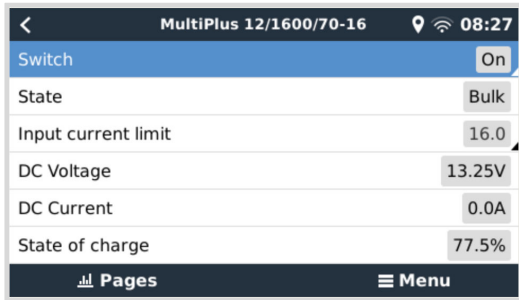 MultiPlus 12/1600/70-16 08:27
Switch On
State Bulk
Input current limit 16.0
DC Voltage 13.25V
DC Current 0.0A
State of charge 77.5%
Pages Menu